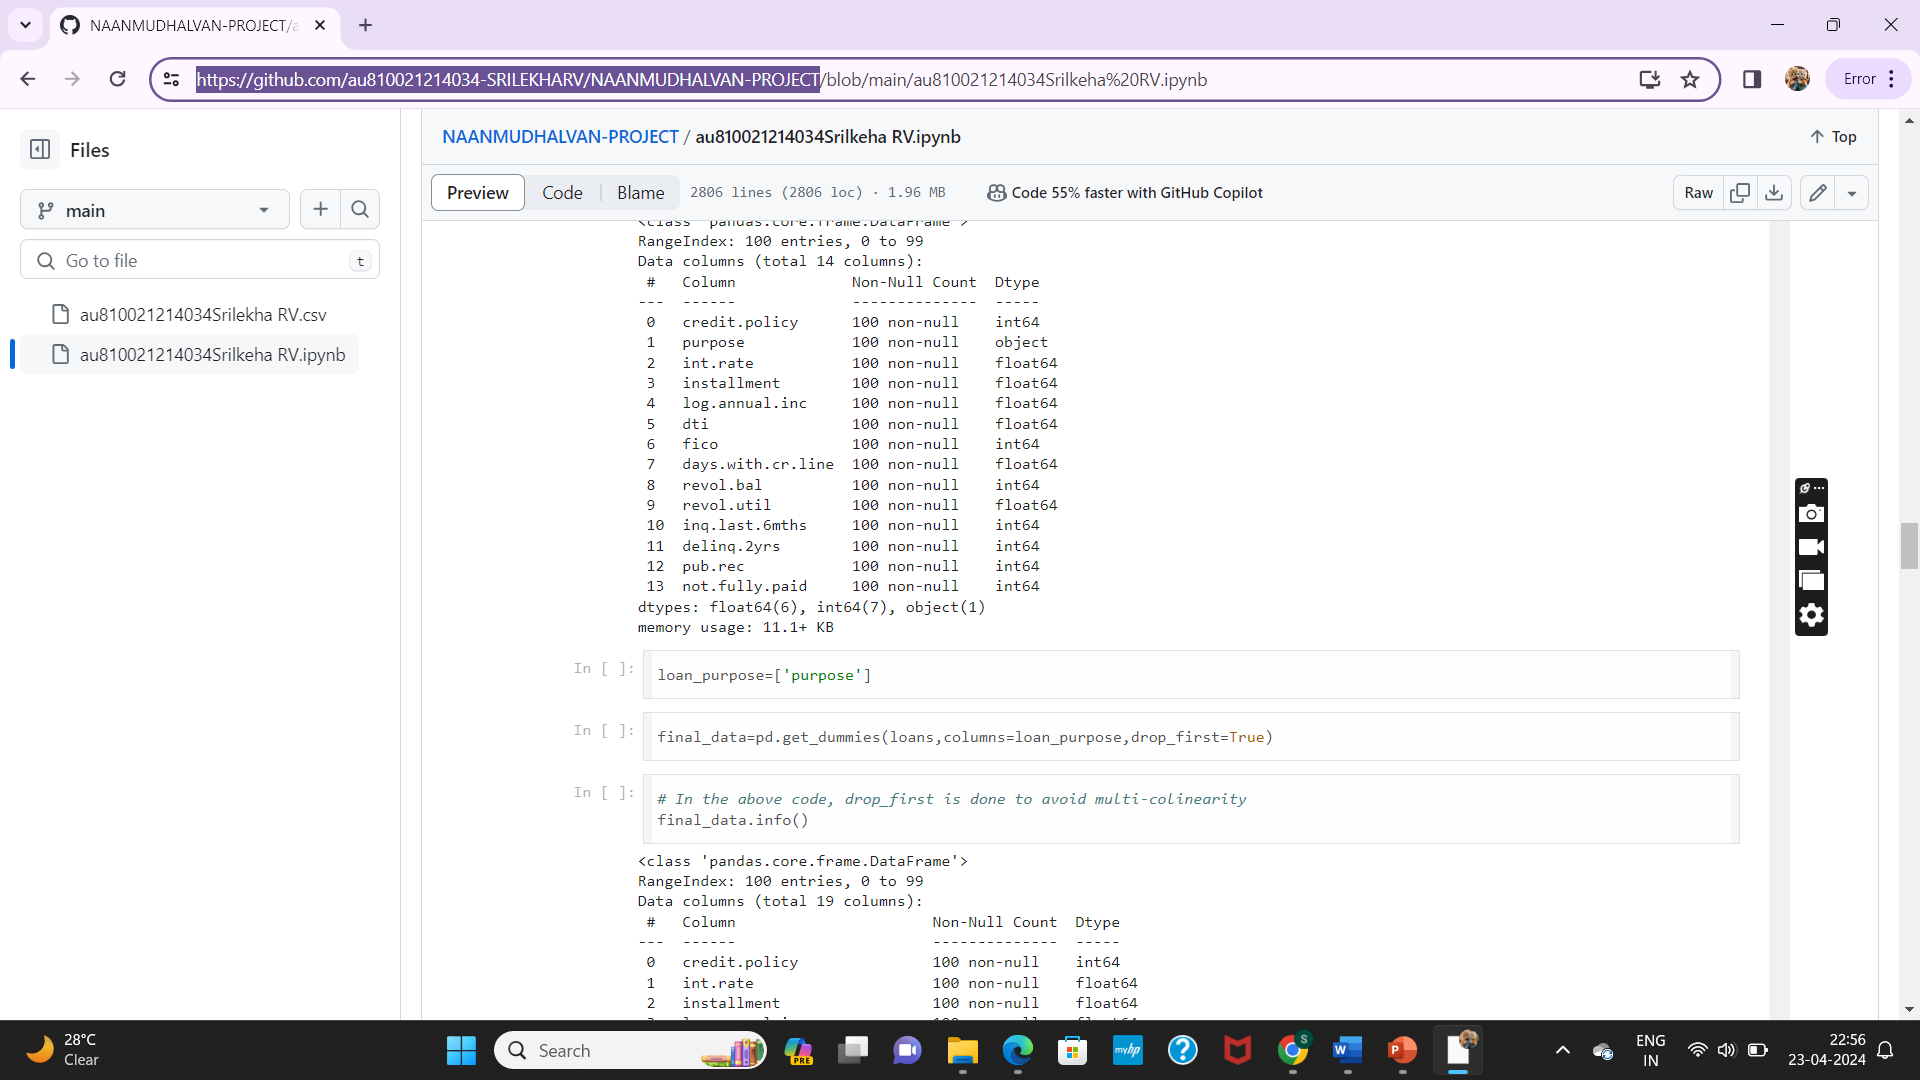 NAANMUDHALVAN-PROJECT/a
https://github.com/au810021214034-SRILEKHARV/NAANMUDHALVAN-PROJECT/blob/main/au810021214034Srilkeha%20RV.ipynb
Error
Files
NAANMUDHALVAN-PROJECT / au810021214034Srilkeha RV.ipynb
Top
main
Preview Code Blame 2806 lines (2806 loc) · 1.96 MB Code 55% faster with GitHub Copilot Raw
Go to file t
au810021214034Srilekha RV.csv
au810021214034Srilkeha RV.ipynb
<class 'pandas.core.frame.DataFrame'>
RangeIndex: 100 entries, 0 to 99
Data columns (total 14 columns):
# Column Non-Null Count Dtype
--- ------ -------------- -----
0 credit.policy 100 non-null int64
1 purpose 100 non-null object
2 int.rate 100 non-null float64
3 installment 100 non-null float64
4 log.annual.inc 100 non-null float64
5 dti 100 non-null float64
6 fico 100 non-null int64
7 days.with.cr.line 100 non-null float64
8 revol.bal 100 non-null int64
9 revol.util 100 non-null float64
10 inq.last.6mths 100 non-null int64
11 delinq.2yrs 100 non-null int64
12 pub.rec 100 non-null int64
13 not.fully.paid 100 non-null int64
dtypes: float64(6), int64(7), object(1)
memory usage: 11.1+ KB
In [ ]: loan_purpose=['purpose']
In [ ]: final_data=pd.get_dummies(loans,columns=loan_purpose,drop_first=True)
In [ ]: # In the above code, drop_first is done to avoid multi-colinearity
final_data.info()
<class 'pandas.core.frame.DataFrame'>
RangeIndex: 100 entries, 0 to 99
Data columns (total 19 columns):
# Column Non-Null Count Dtype
--- ------ -------------- -----
0 credit.policy 100 non-null int64
1 int.rate 100 non-null float64
2 installment 100 non-null float64
28°C
Clear
Search
PRE
myhp
S
W
P
ENG
IN
22:56
23-04-2024